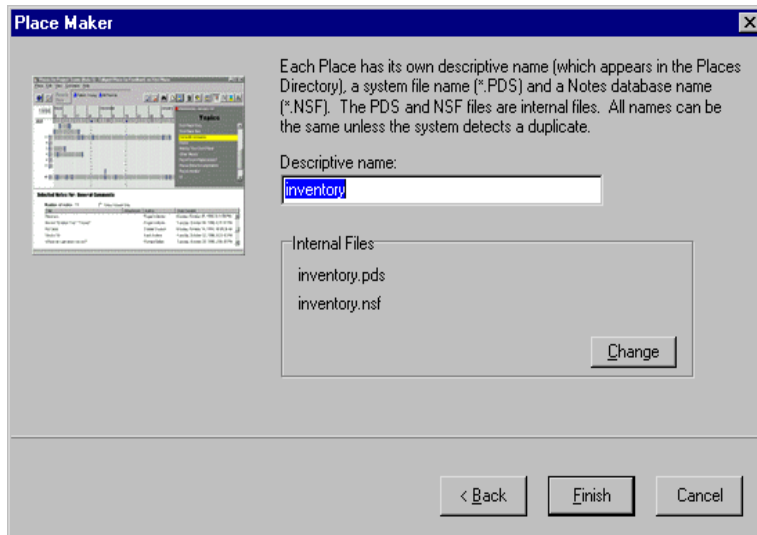 Place Maker
Each Place has its own descriptive name (which appears in the Places
Directory), a system file name (*.PDS) and a Notes database name
(*.NSF).  The PDS and NSF files are internal files.  All names can be
the same unless the system detects a duplicate.
Descriptive name:
inventory
Internal Files
inventory.pds
inventory.nsf
Change
< Back
Finish
Cancel
1996
Topics